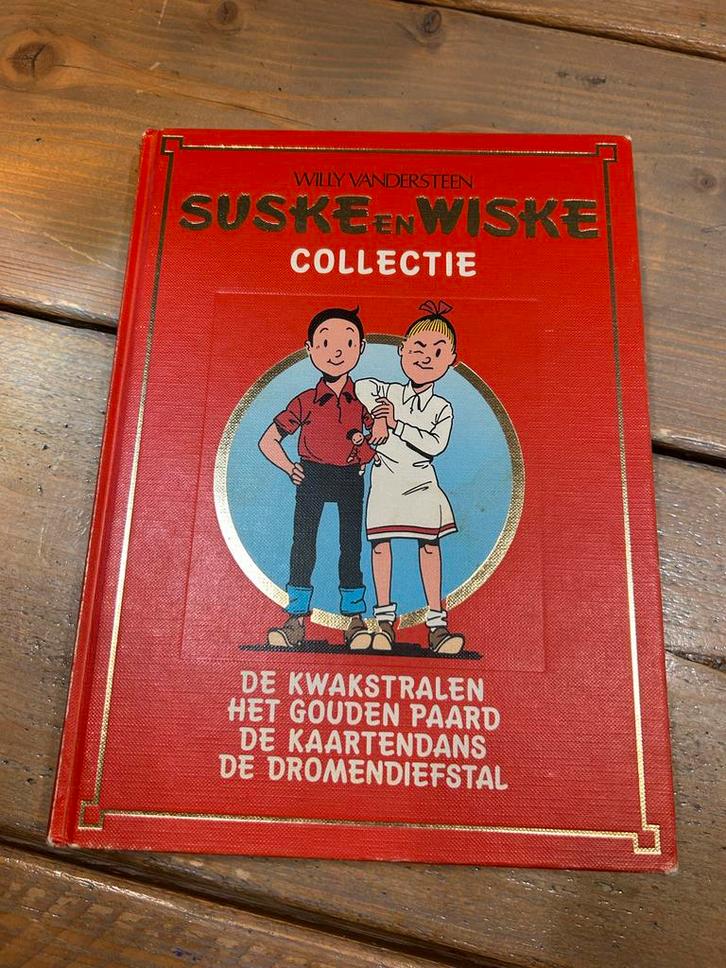 WILLY VANDERSTEEN
SUSKE EN WISKE
COLLECTIE
DE KWAKSTRALEN
HET GOUDEN PAARD
DE KAARTENDANS
DE DROMENDIEFSTAL